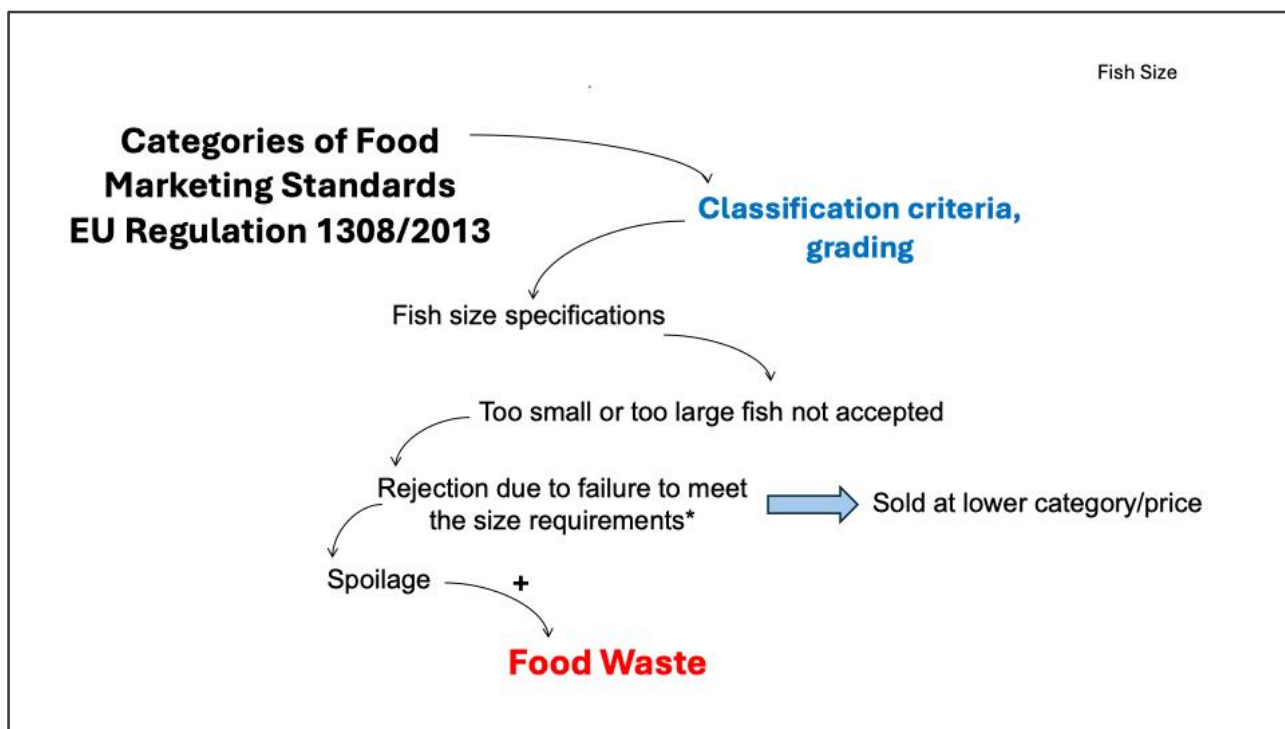 Fish Size
Categories of Food
Marketing Standards
EU Regulation 1308/2013
Classification criteria,
grading
Fish size specifications
Too small or too large fish not accepted
Rejection due to failure to meet
the size requirements*
Sold at lower category/price
Spoilage
+
Food Waste